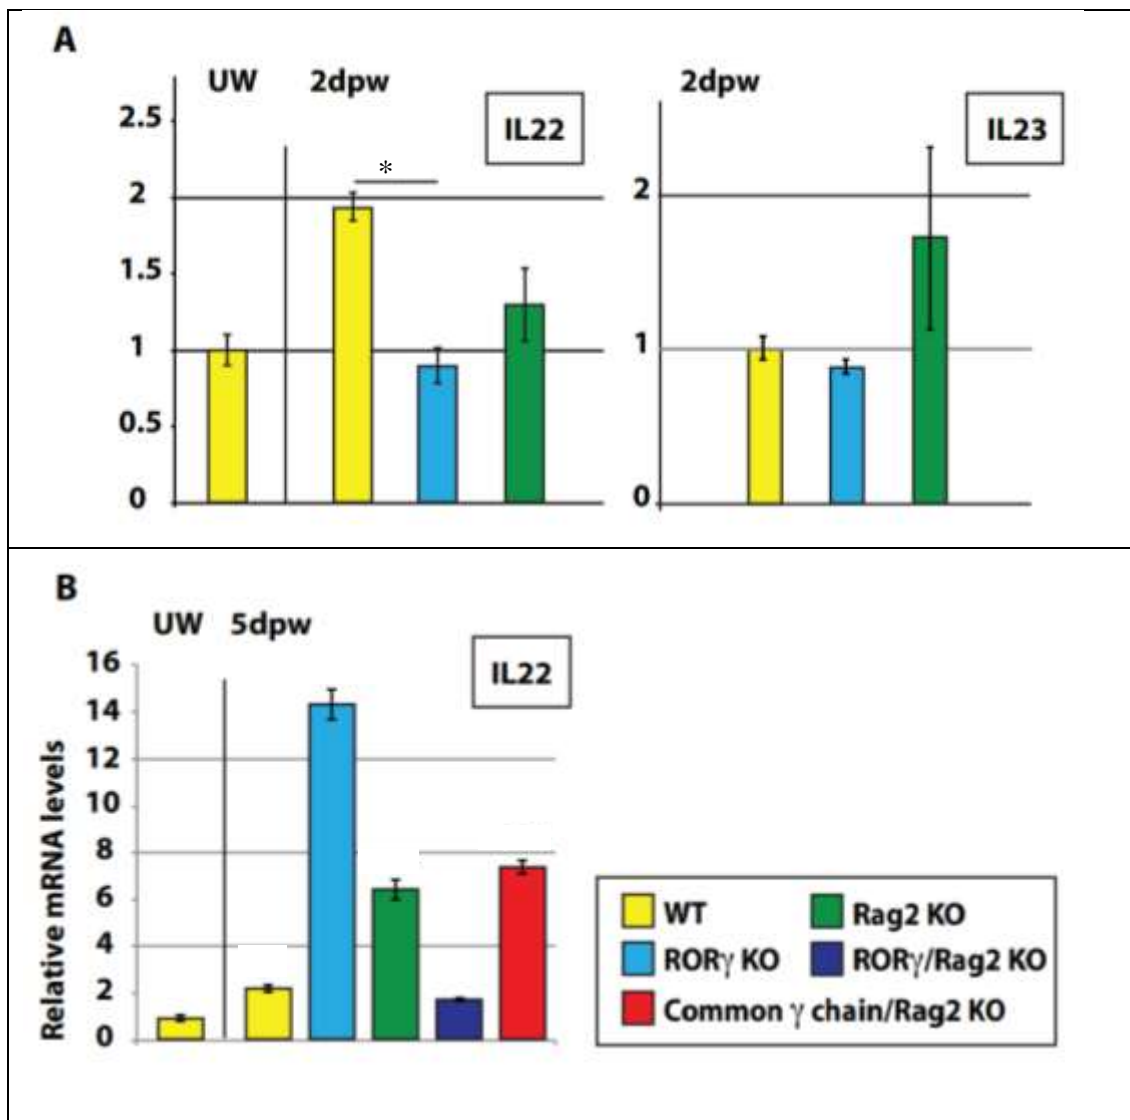 A
UW 2dpw
IL22
2.5
*
2
1.5
1
0.5
0
2dpw
IL23
2
1
0
B
UW 5dpw
IL22
Relative mRNA levels
16
14
12
10
8
6
4
2
0
WT
Rag2 KO
RORγ KO
RORγ/Rag2 KO
Common γ chain/Rag2 KO